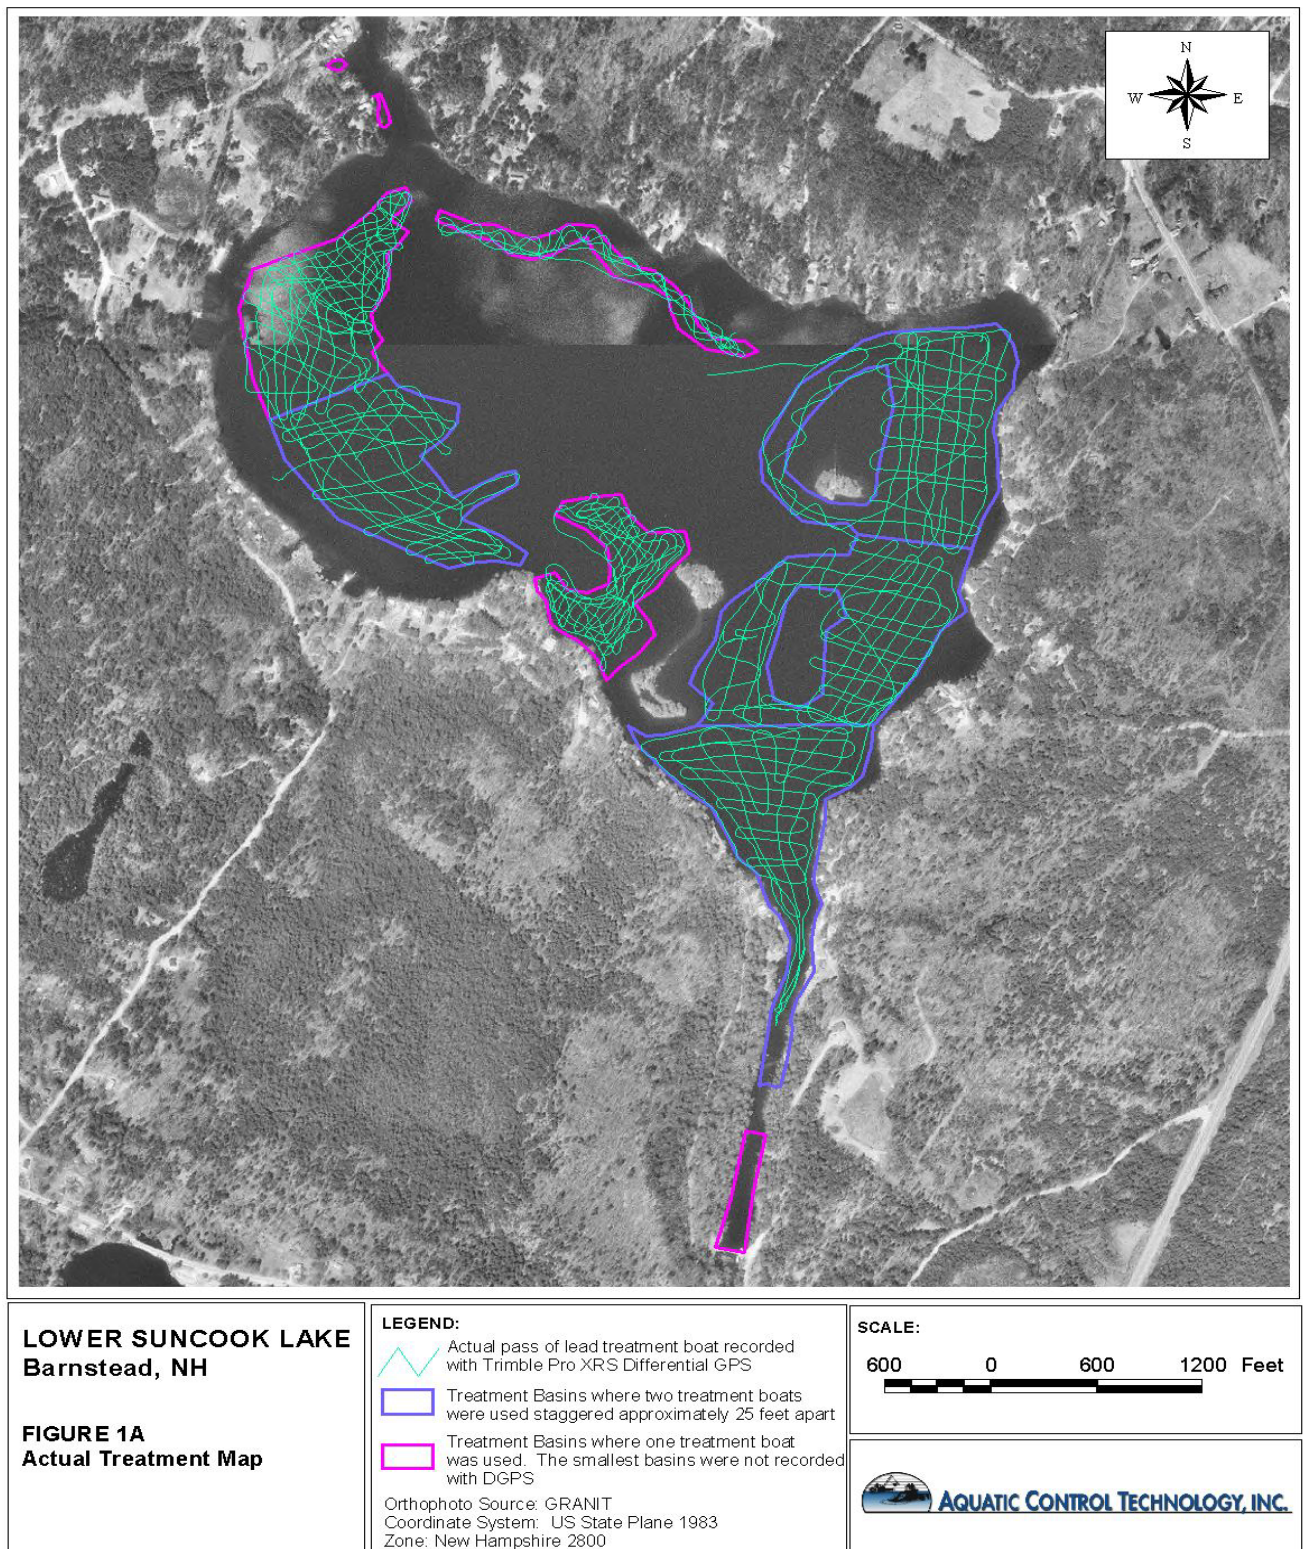 N
W E
S
LOWER SUNCOOK LAKE
Barnstead, NH
FIGURE 1A
Actual Treatment Map
LEGEND:
Actual pass of lead treatment boat recorded
with Trimble Pro XRS Differential GPS
Treatment Basins where two treatment boats
were used staggered approximately 25 feet apart
Treatment Basins where one treatment boat
was used. The smallest basins were not recorded
with DGPS
Orthophoto Source: GRANIT
Coordinate System: US State Plane 1983
Zone: New Hampshire 2800
SCALE:
600 0 600 1200 Feet
AQUATIC CONTROL TECHNOLOGY, INC.